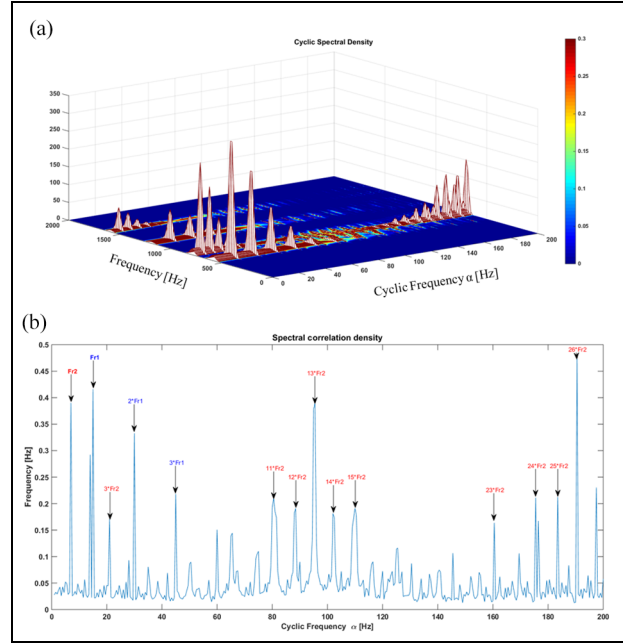 (a)
Cyclic Spectral Density
350
300
250
200
150
100
50
0
2000
1500
1000
500
0
Frequency [Hz]
0
20
40
60
80
100
120
140
160
180
200
Cyclic Frequency α [Hz]
0.3
0.25
0.2
0.15
0.1
0.05
0
(b)
Spectral correlation density
0.5
0.45
0.4
0.35
0.3
0.25
0.2
0.15
0.1
0.05
0
Frequency [Hz]
Fr2
Fr1
3*Fr2
2*Fr1
3*Fr1
11*Fr2
12*Fr2
13*Fr2
14*Fr2
15*Fr2
23*Fr2
24*Fr2
25*Fr2
26*Fr2
0 20 40 60 80 100 120 140 160 180 200
Cyclic Frequency α [Hz]